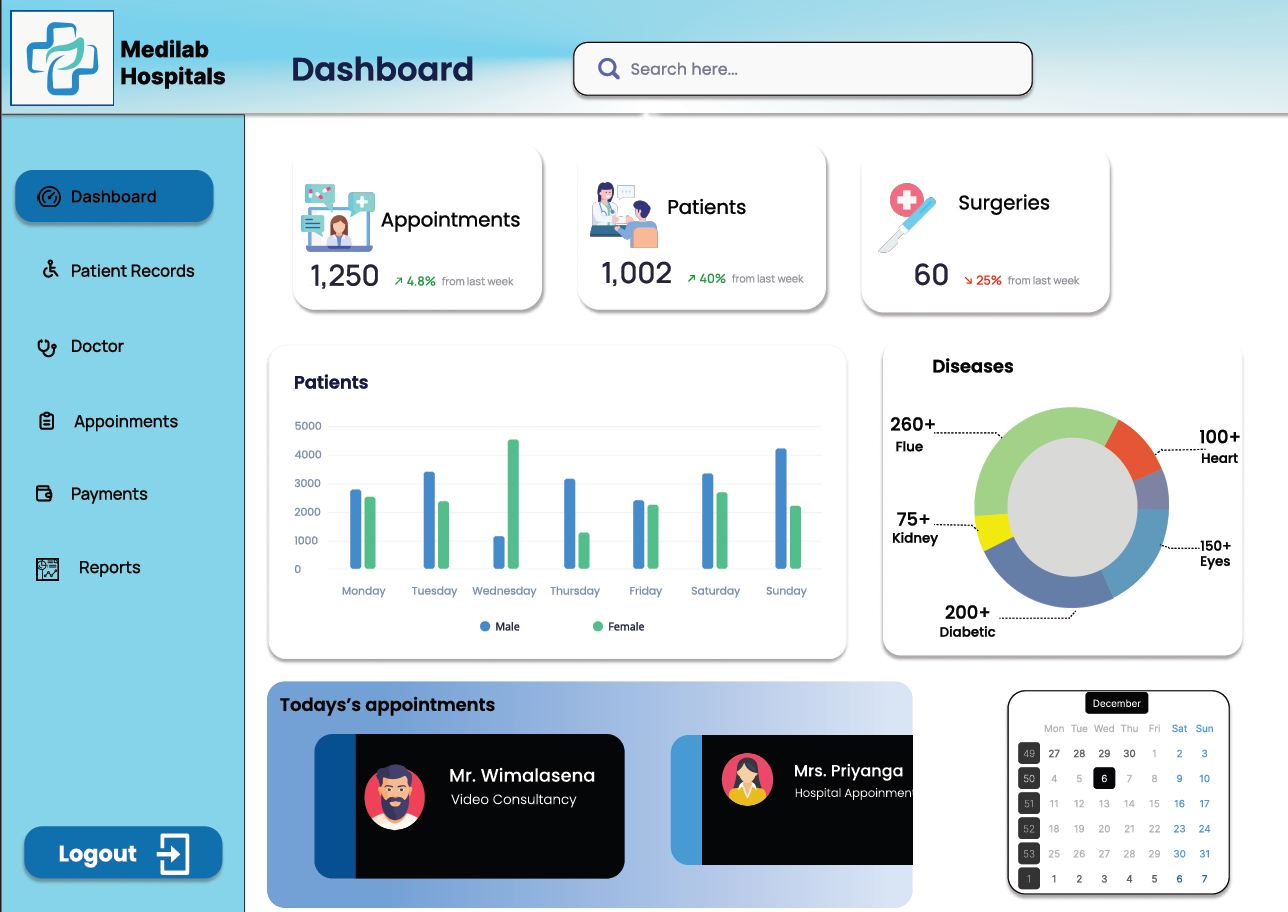 Medilab
Hospitals
Dashboard
Search here...
Dashboard
Patient Records
Doctor
Appoinments
Payments
Reports
Logout
Appointments
1,250 ↗ 4.8% from last week
Patients
1,002 ↗ 40% from last week
Surgeries
60 ↘ 25% from last week
Patients
5000
4000
3000
2000
1000
0
Monday Tuesday Wednesday Thursday Friday Saturday Sunday
Male Female
Diseases
260+
Flue
100+
Heart
75+
Kidney
150+
Eyes
200+
Diabetic
Todays's appointments
Mr. Wimalasena
Video Consultancy
Mrs. Priyanga
Hospital Appoinment
December
Mon Tue Wed Thu Fri Sat Sun
49 27 28 29 30 1 2 3
50 4 5 6 7 8 9 10
51 11 12 13 14 15 16 17
52 18 19 20 21 22 23 24
53 25 26 27 28 29 30 31
1 1 2 3 4 5 6 7